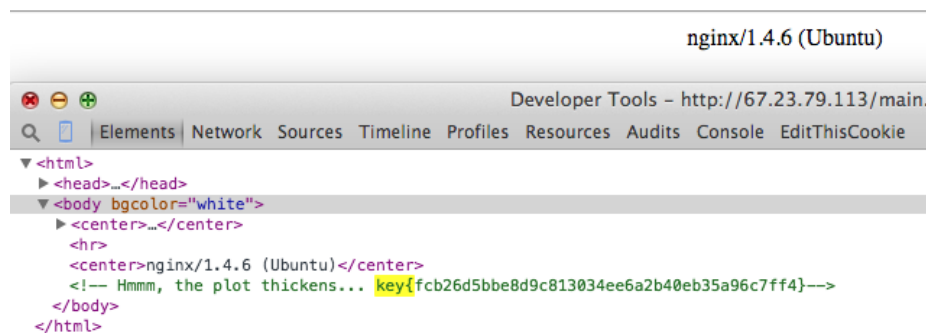 nginx/1.4.6 (Ubuntu)
Developer Tools – http://67.23.79.113/main.
Elements Network Sources Timeline Profiles Resources Audits Console EditThisCookie
▼<html>
▶<head>…</head>
▼<body bgcolor="white">
▶<center>…</center>
<hr>
<center>nginx/1.4.6 (Ubuntu)</center>
<!-- Hmmm, the plot thickens... key{fcb26d5bbe8d9c813034ee6a2b40eb35a96c7ff4}-->
</body>
</html>